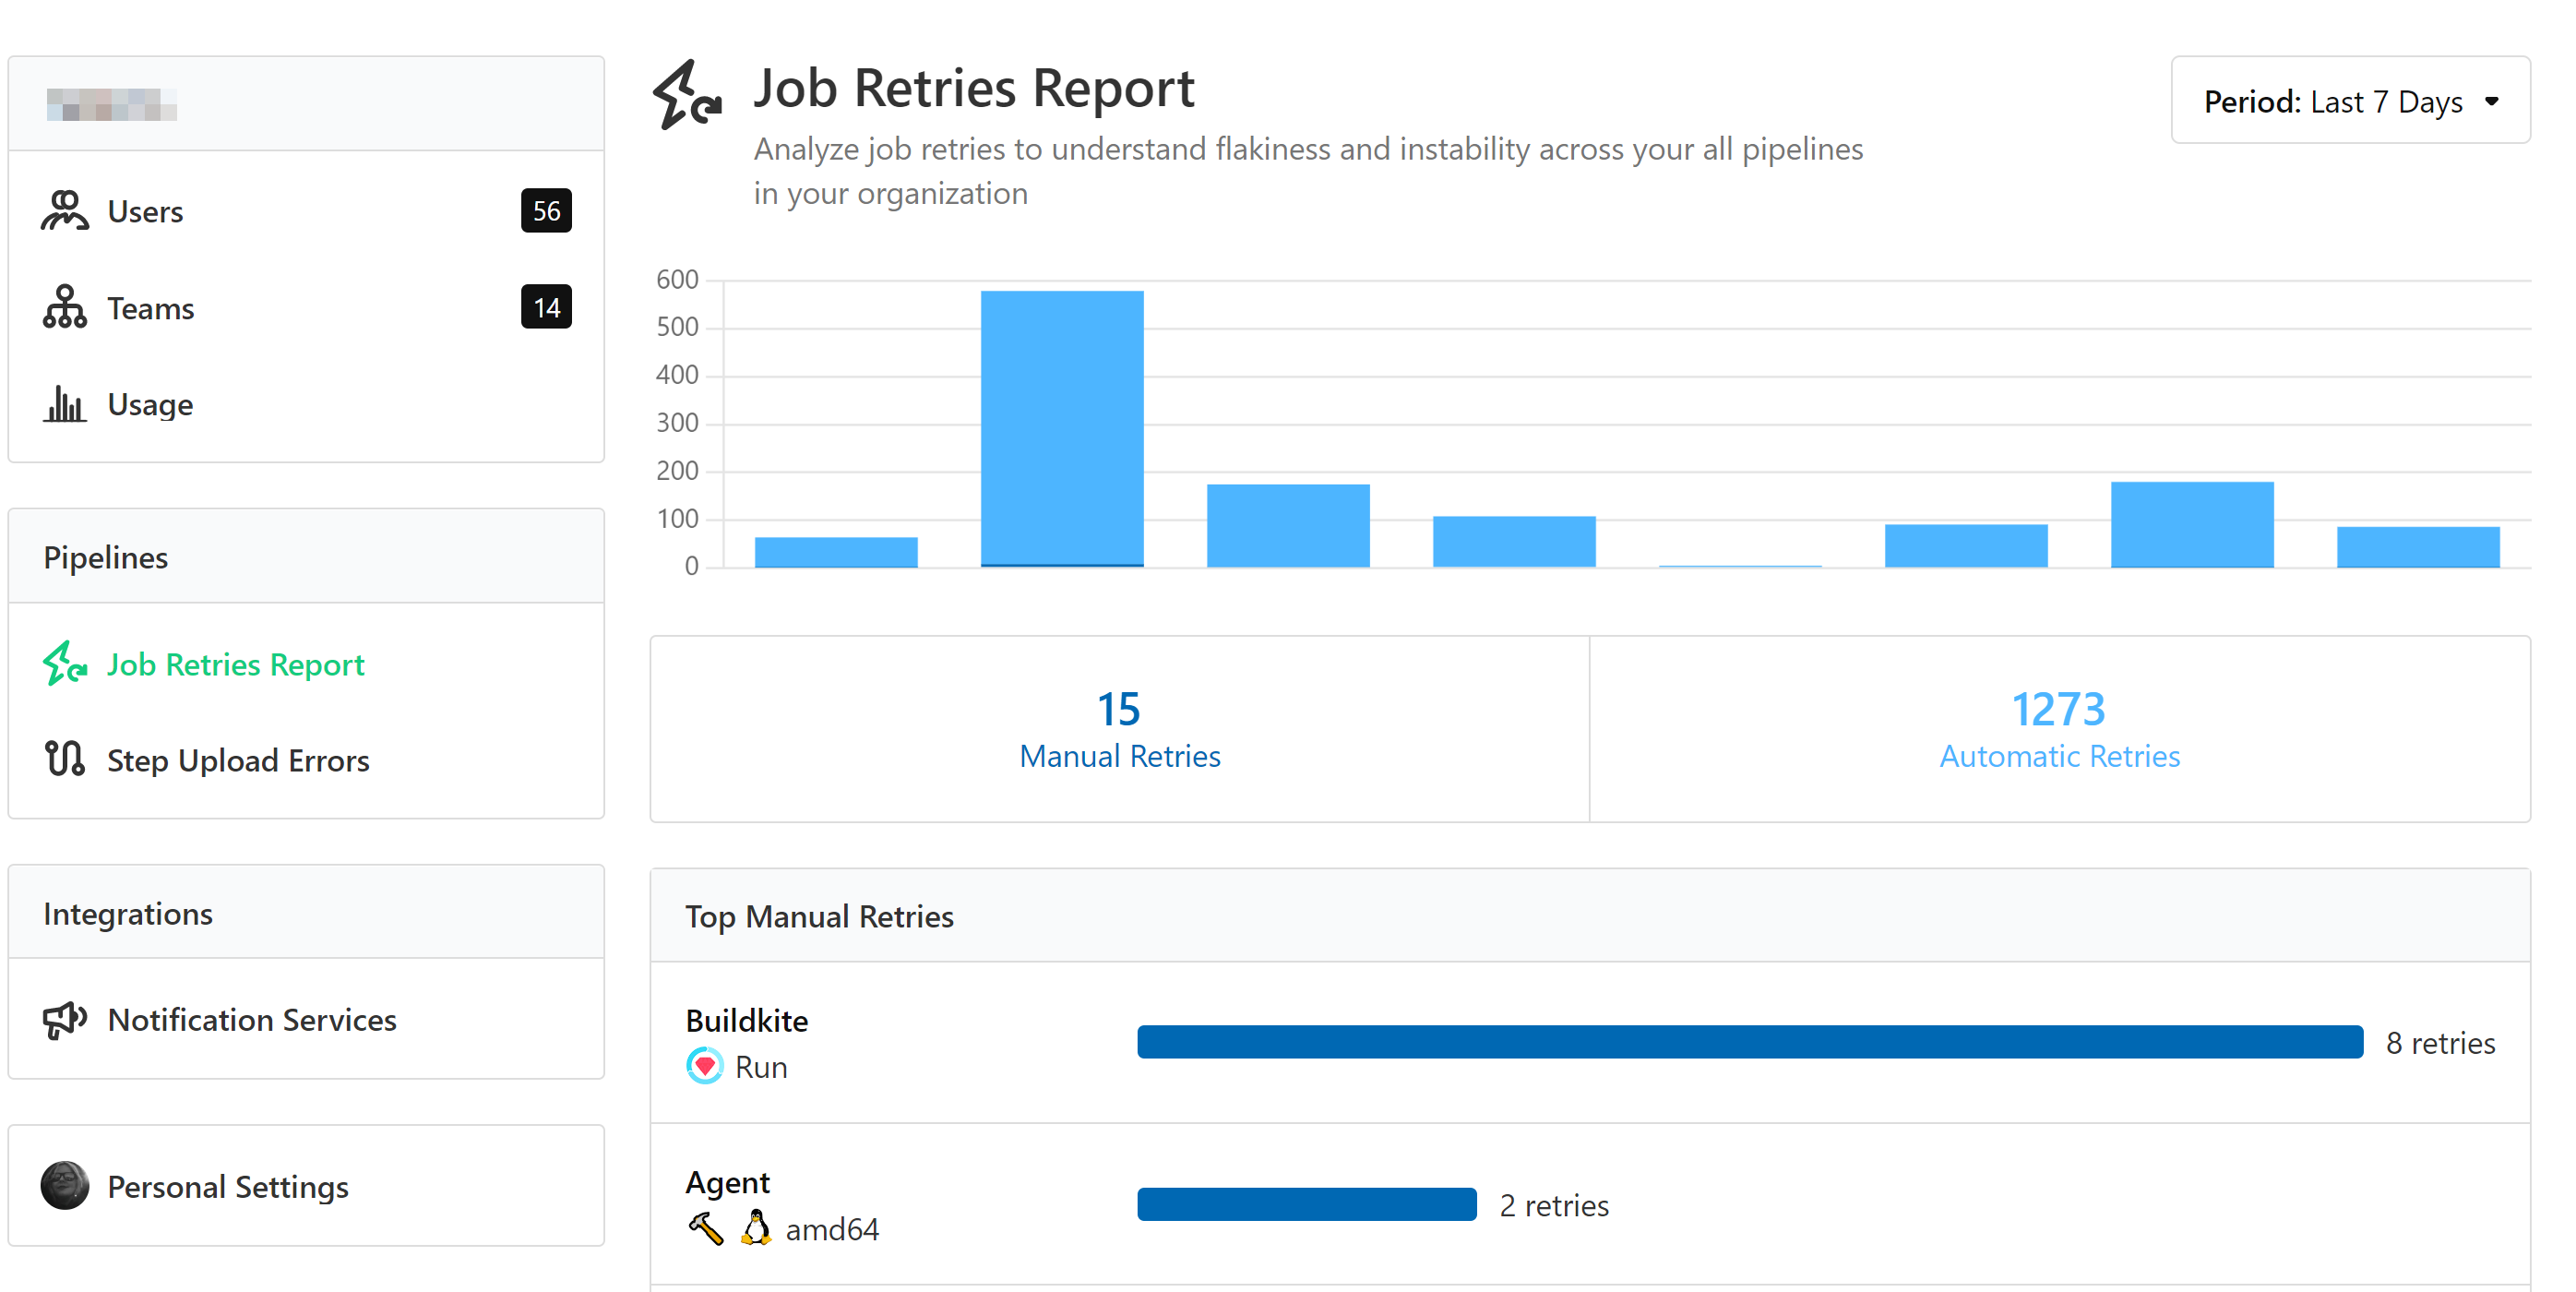 Users
56
Teams
14
Usage
Pipelines
Job Retries Report
Step Upload Errors
Integrations
Notification Services
Personal Settings
Job Retries Report
Analyze job retries to understand flakiness and instability across your all pipelines
in your organization
Period: Last 7 Days
600
500
400
300
200
100
0
15
Manual Retries
1273
Automatic Retries
Top Manual Retries
Buildkite
Run
8 retries
Agent
amd64
2 retries